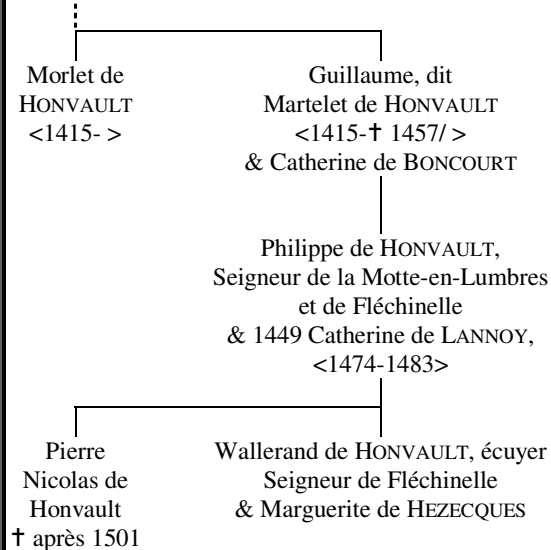 Morlet de
HONVAULT
<1415- >
Guillaume, dit
Martelet de HONVAULT
<1415-✝ 1457/ >
& Catherine de BONCOURT
Philippe de HONVAULT,
Seigneur de la Motte-en-Lumbres
et de Fléchinelle
& 1449 Catherine de LANNOY,
<1474-1483>
Pierre
Nicolas de
Honvault
✝ après 1501
Wallerand de HONVAULT, écuyer
Seigneur de Fléchinelle
& Marguerite de HEZECQUES